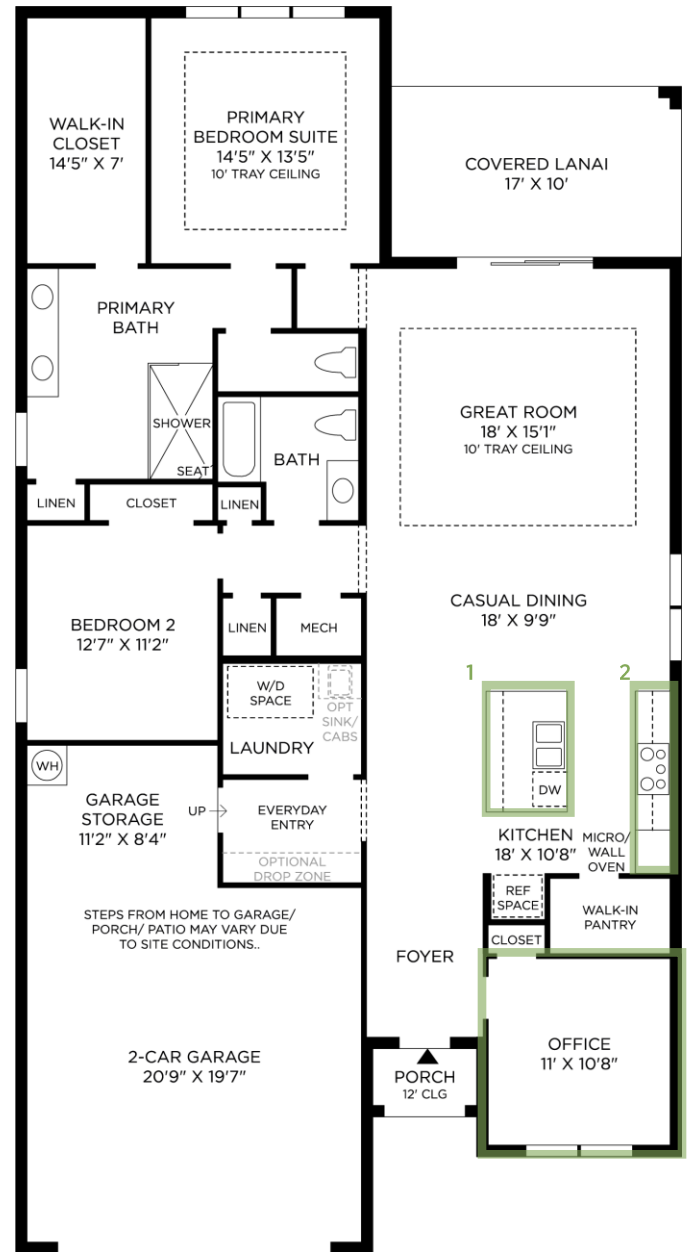 WALK-IN
CLOSET
14'5" X 7'
PRIMARY
BEDROOM SUITE
14'5" X 13'5"
10' TRAY CEILING
COVERED LANAI
17' X 10'
PRIMARY
BATH
SHOWER
SEAT
BATH
GREAT ROOM
18' X 15'1"
10' TRAY CEILING
LINEN
CLOSET
LINEN
BEDROOM 2
12'7" X 11'2"
LINEN
MECH
CASUAL DINING
18' X 9'9"
1
2
W/D
SPACE
OPT
SINK/
CABS
LAUNDRY
DW
WH
GARAGE
STORAGE
11'2" X 8'4"
UP
EVERYDAY
ENTRY
OPTIONAL
DROP ZONE
KITCHEN
18' X 10'8"
MICRO/
WALL
OVEN
REF
SPACE
WALK-IN
PANTRY
CLOSET
STEPS FROM HOME TO GARAGE/
PORCH/ PATIO MAY VARY DUE
TO SITE CONDITIONS..
FOYER
2-CAR GARAGE
20'9" X 19'7"
PORCH
12' CLG
OFFICE
11' X 10'8"